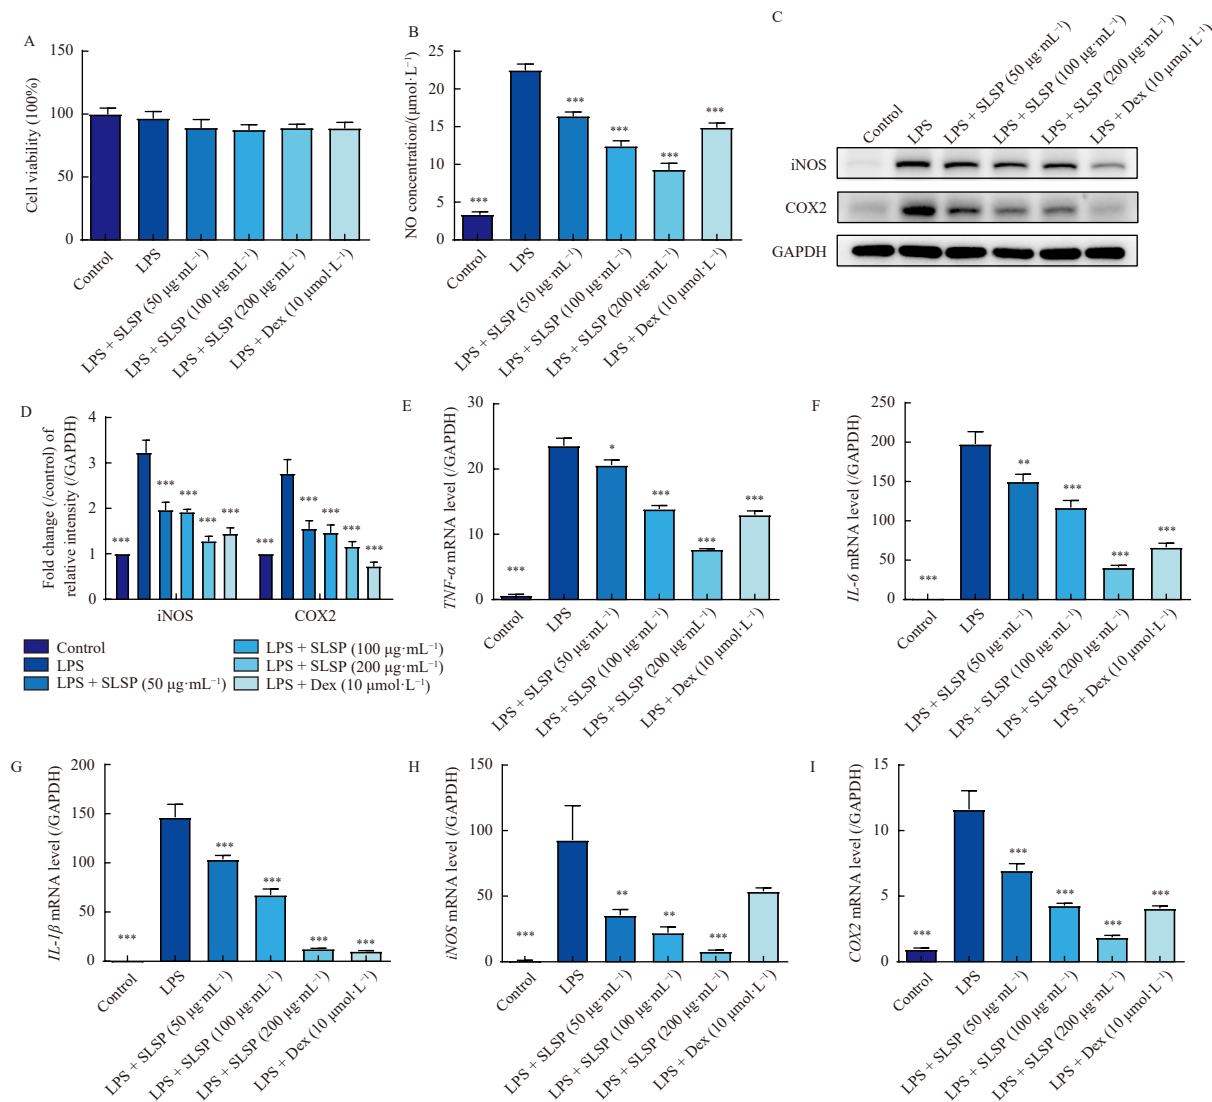 A
Cell viability (100%)
150
100
50
0
Control
LPS
LPS + SLSP (50 μg·mL⁻¹)
LPS + SLSP (100 μg·mL⁻¹)
LPS + SLSP (200 μg·mL⁻¹)
LPS + Dex (10 μmol·L⁻¹)
B
NO concentration/(μmol·L⁻¹)
25
20
15
10
5
0
***
***
***
***
***
Control
LPS
LPS + SLSP (50 μg·mL⁻¹)
LPS + SLSP (100 μg·mL⁻¹)
LPS + SLSP (200 μg·mL⁻¹)
LPS + Dex (10 μmol·L⁻¹)
C
Control
LPS
LPS + SLSP (50 μg·mL⁻¹)
LPS + SLSP (100 μg·mL⁻¹)
LPS + SLSP (200 μg·mL⁻¹)
LPS + Dex (10 μmol·L⁻¹)
iNOS
COX2
GAPDH
D
Fold change (/control) of
relative intensity (/GAPDH)
4
3
2
1
0
***
***
***
***
***
***
***
***
***
***
iNOS
COX2
Control
LPS
LPS + SLSP (50 μg·mL⁻¹)
LPS + SLSP (100 μg·mL⁻¹)
LPS + SLSP (200 μg·mL⁻¹)
LPS + Dex (10 μmol·L⁻¹)
E
TNF-α mRNA level (/GAPDH)
30
20
10
0
***
*
***
***
***
Control
LPS
LPS + SLSP (50 μg·mL⁻¹)
LPS + SLSP (100 μg·mL⁻¹)
LPS + SLSP (200 μg·mL⁻¹)
LPS + Dex (10 μmol·L⁻¹)
F
IL-6 mRNA level (/GAPDH)
250
200
150
100
50
0
***
**
***
***
***
Control
LPS
LPS + SLSP (50 μg·mL⁻¹)
LPS + SLSP (100 μg·mL⁻¹)
LPS + SLSP (200 μg·mL⁻¹)
LPS + Dex (10 μmol·L⁻¹)
G
IL-1β mRNA level (/GAPDH)
200
150
100
50
0
***
***
***
***
***
Control
LPS
LPS + SLSP (50 μg·mL⁻¹)
LPS + SLSP (100 μg·mL⁻¹)
LPS + SLSP (200 μg·mL⁻¹)
LPS + Dex (10 μmol·L⁻¹)
H
iNOS mRNA level (/GAPDH)
150
100
50
0
***
**
**
***
Control
LPS
LPS + SLSP (50 μg·mL⁻¹)
LPS + SLSP (100 μg·mL⁻¹)
LPS + SLSP (200 μg·mL⁻¹)
LPS + Dex (10 μmol·L⁻¹)
I
COX2 mRNA level (/GAPDH)
15
10
5
0
***
***
***
***
***
Control
LPS
LPS + SLSP (50 μg·mL⁻¹)
LPS + SLSP (100 μg·mL⁻¹)
LPS + SLSP (200 μg·mL⁻¹)
LPS + Dex (10 μmol·L⁻¹)